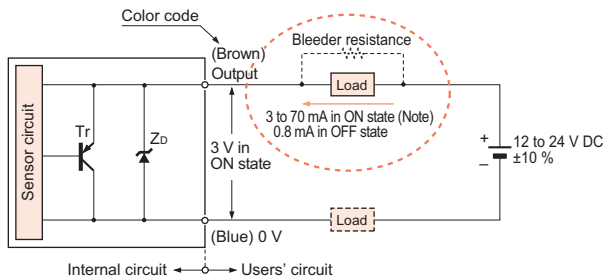 Color code
(Brown)
Output
Bleeder resistance
Load
3 to 70 mA in ON state (Note)
0.8 mA in OFF state
Sensor circuit
Tr
ZD
3 V in
ON state
+
−
12 to 24 V DC
±10 %
Load
(Blue) 0 V
Internal circuit
Users' circuit